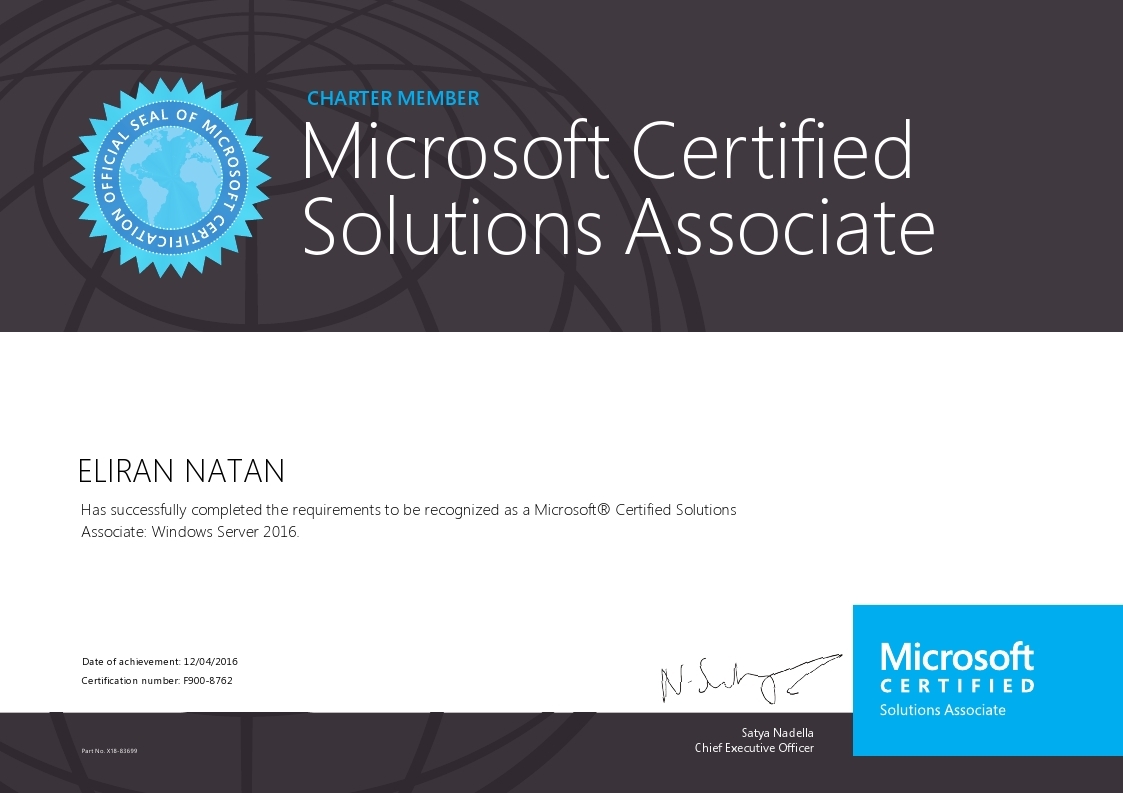 CHARTER MEMBER
Microsoft Certified
Solutions Associate
OFFICIAL SEAL OF MICROSOFT CERTIFICATION
ELIRAN NATAN
Has successfully completed the requirements to be recognized as a Microsoft® Certified Solutions
Associate: Windows Server 2016.
Date of achievement: 12/04/2016
Certification number: F900-8762
N. Satya
Microsoft
CERTIFIED
Solutions Associate
Satya Nadella
Chief Executive Officer
Part No. X18-83699